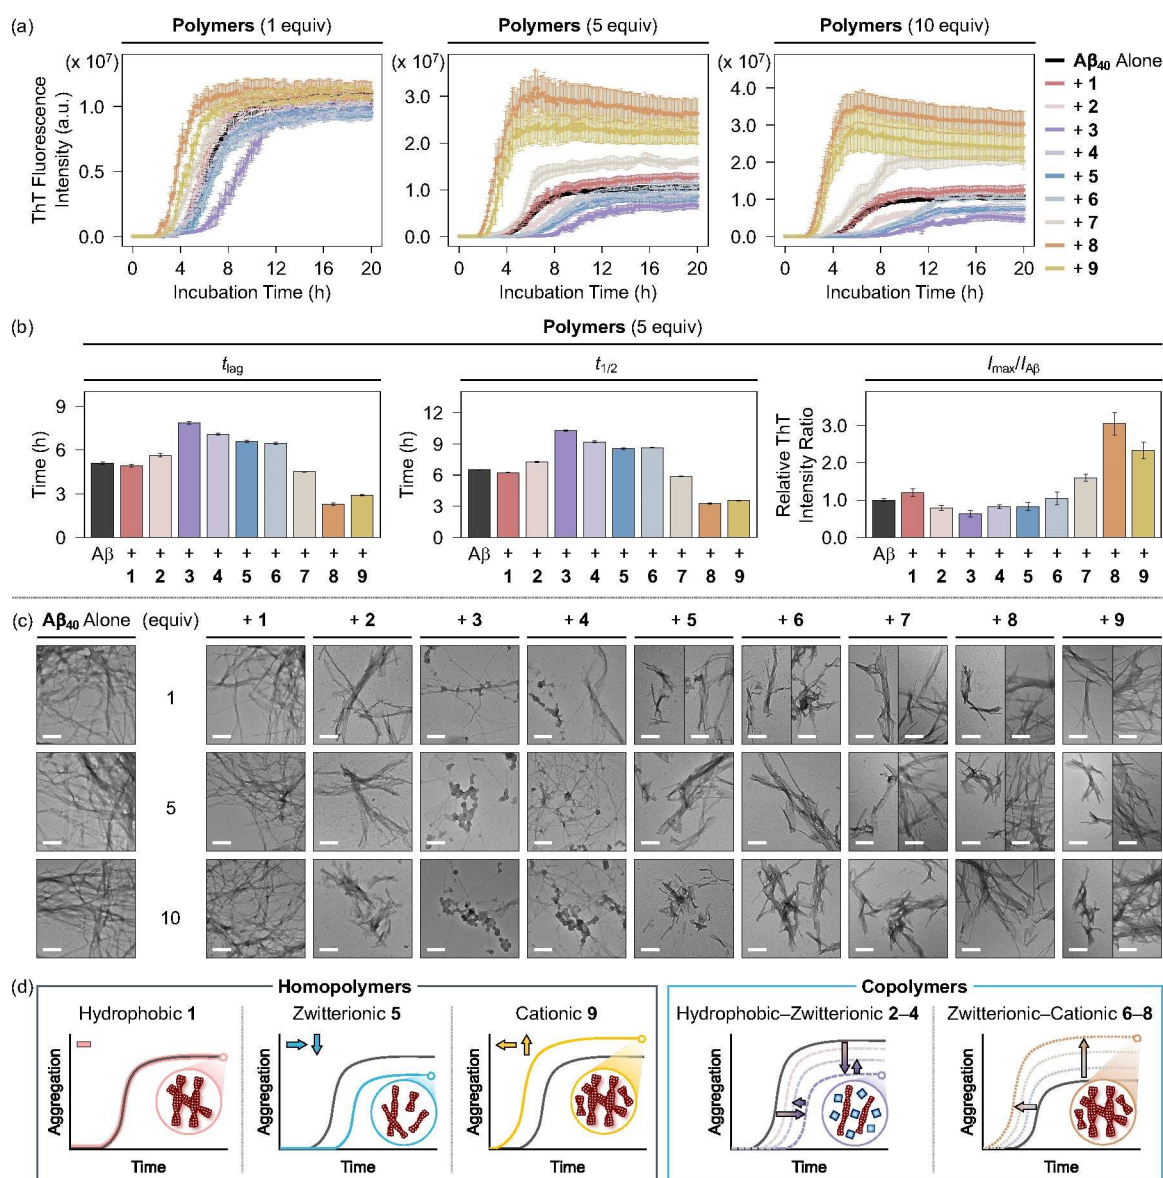 (a)
Polymers (1 equiv) Polymers (5 equiv) Polymers (10 equiv)
(x 10⁷) (x 10⁷) (x 10⁷)
ThT Fluorescence
Intensity (a.u.)
1.0
0.5
0.0
0 4 8 12 16 20
Incubation Time (h)
3.0
2.0
1.0
0.0
0 4 8 12 16 20
Incubation Time (h)
4.0
3.0
2.0
1.0
0.0
0 4 8 12 16 20
Incubation Time (h)
Aβ₄₀ Alone
+ 1
+ 2
+ 3
+ 4
+ 5
+ 6
+ 7
+ 8
+ 9
(b)
Polymers (5 equiv)
t_lag
Time (h)
9
6
3
0
Aβ + + + + + + + + +
1 2 3 4 5 6 7 8 9
t_1/2
Time (h)
12
9
6
3
0
Aβ + + + + + + + + +
1 2 3 4 5 6 7 8 9
I_max/I_Aβ
Relative ThT
Intensity Ratio
3.0
2.0
1.0
0.0
Aβ + + + + + + + + +
1 2 3 4 5 6 7 8 9
(c) Aβ₄₀ Alone (equiv) + 1 + 2 + 3 + 4 + 5 + 6 + 7 + 8 + 9
1
5
10
(d)
Homopolymers
Hydrophobic 1 Zwitterionic 5 Cationic 9
Aggregation Aggregation Aggregation
Time Time Time
Copolymers
Hydrophobic–Zwitterionic 2–4 Zwitterionic–Cationic 6–8
Aggregation Aggregation
Time Time